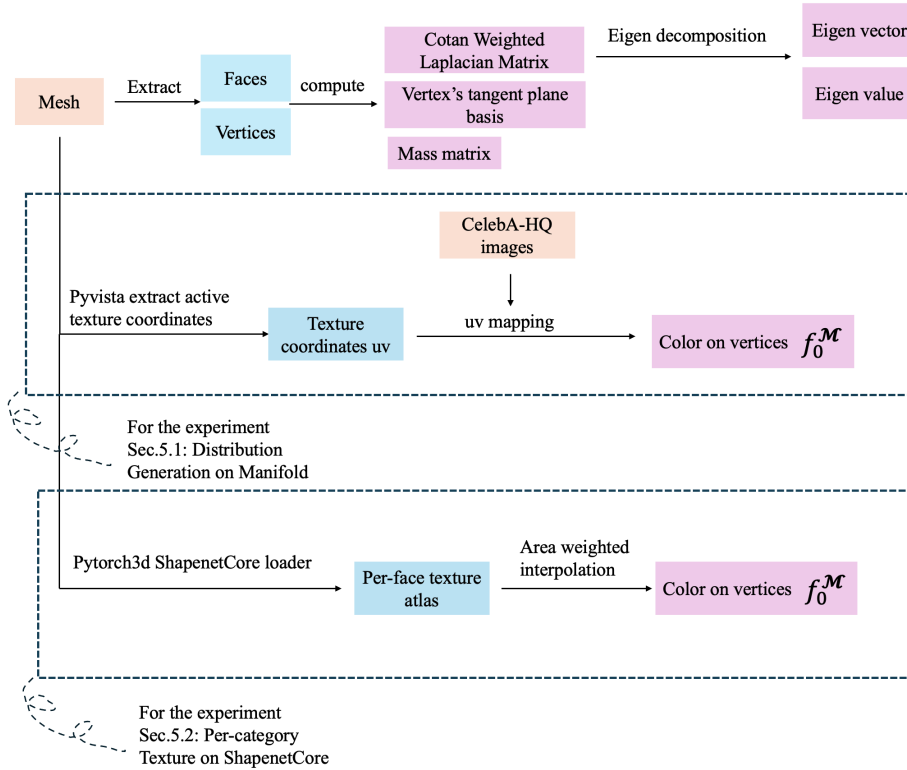 Mesh
Extract
Faces
Vertices
compute
Cotan Weighted
Laplacian Matrix
Vertex's tangent plane
basis
Mass matrix
Eigen decomposition
Eigen vector
Eigen value
CelebA-HQ
images
Pyvista extract active
texture coordinates
Texture
coordinates uv
uv mapping
Color on vertices f₀^ℳ
For the experiment
Sec.5.1: Distribution
Generation on Manifold
Pytorch3d ShapenetCore loader
Per-face texture
atlas
Area weighted
interpolation
Color on vertices f₀^ℳ
For the experiment
Sec.5.2: Per-category
Texture on ShapenetCore